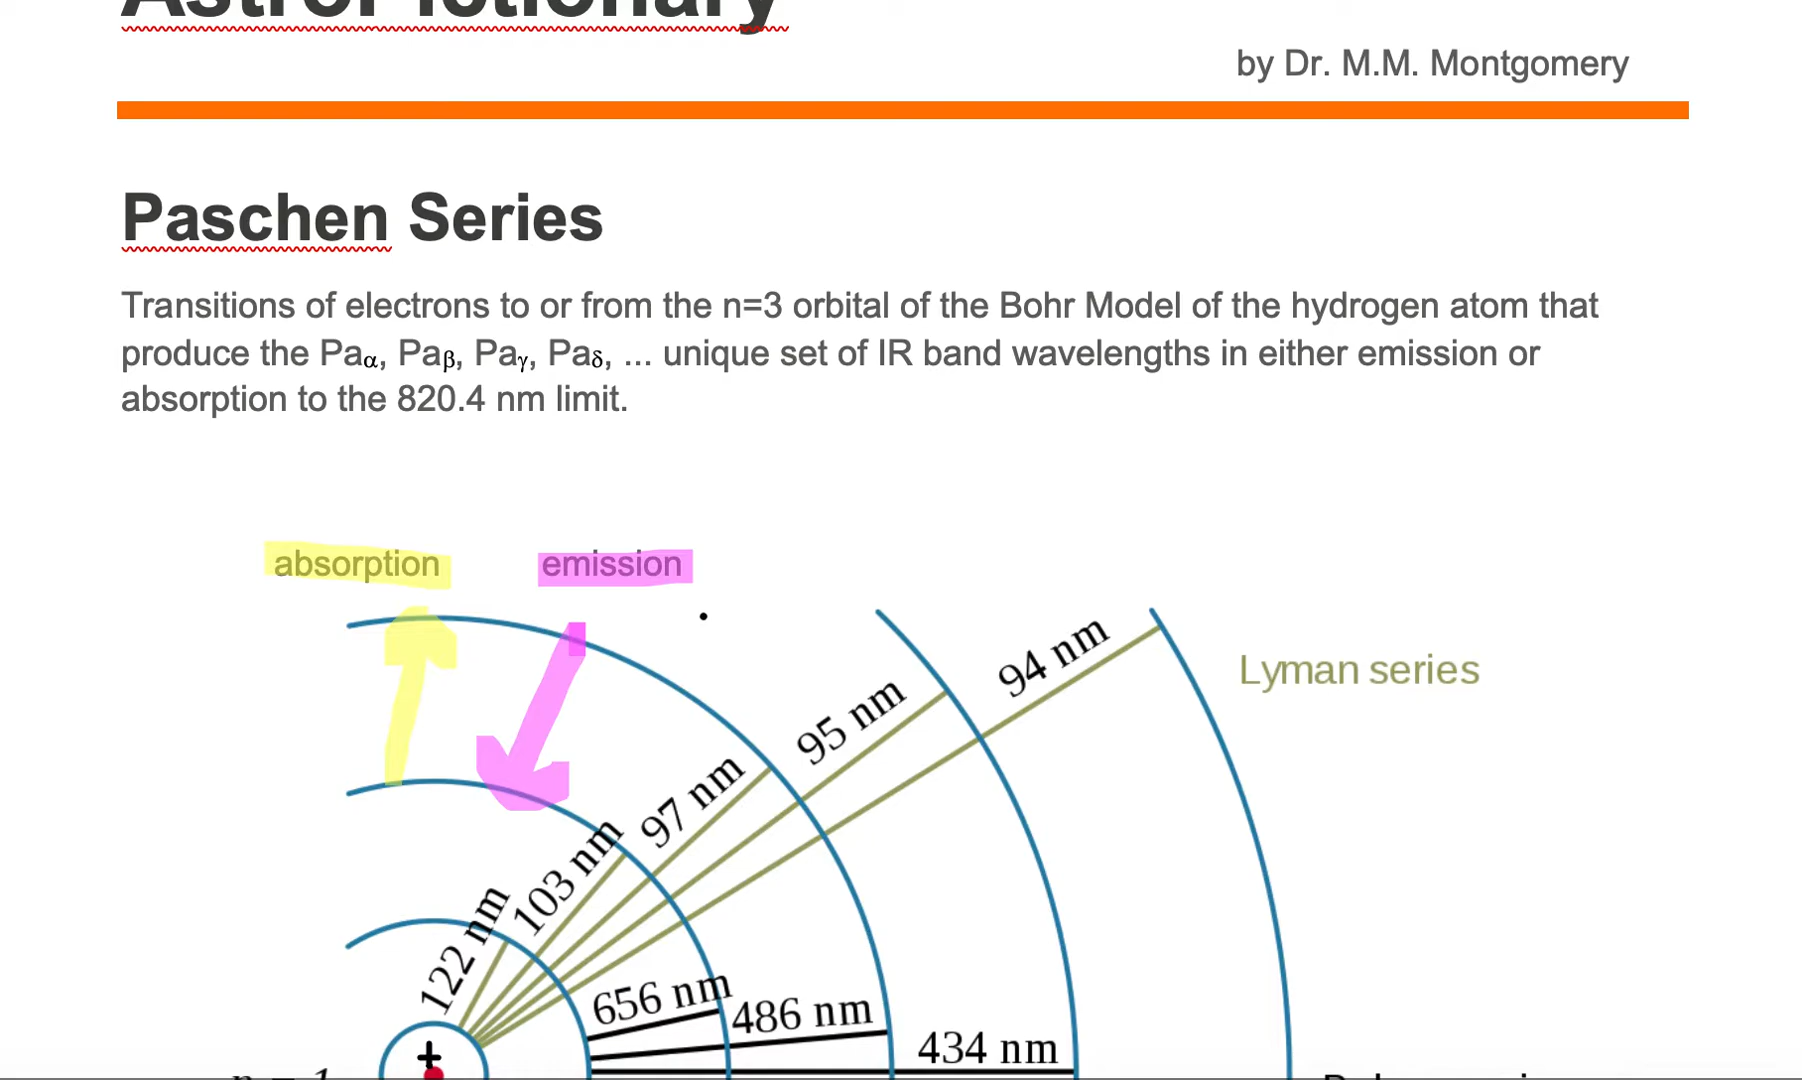 by Dr. M.M. Montgomery
Paschen Series
Transitions of electrons to or from the n=3 orbital of the Bohr Model of the hydrogen atom that
produce the Paα, Paβ, Paγ, Paδ, ... unique set of IR band wavelengths in either emission or
absorption to the 820.4 nm limit.
absorption
emission
94 nm
Lyman series
95 nm
97 nm
103 nm
122 nm
656 nm
486 nm
434 nm
+